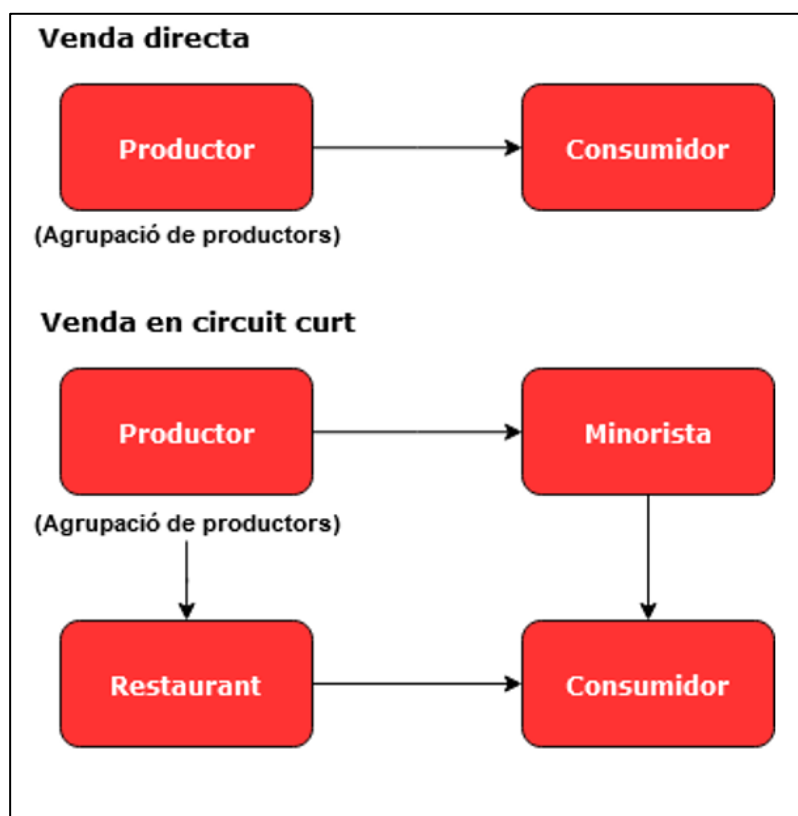 Venda directa
Productor
Consumidor
(Agrupació de productors)
Venda en circuit curt
Productor
Minorista
(Agrupació de productors)
Restaurant
Consumidor